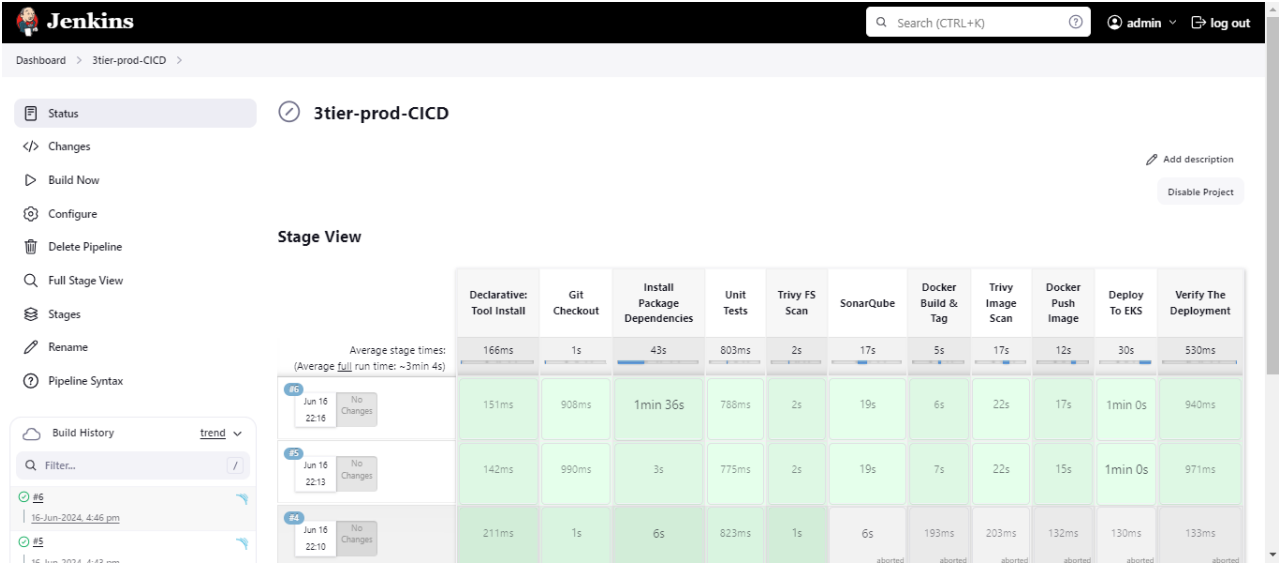 Jenkins
Search (CTRL+K)
admin
log out
Dashboard
3tier-prod-CICD
Status
Changes
Build Now
Configure
Delete Pipeline
Full Stage View
Stages
Rename
Pipeline Syntax
Build History
trend
Filter...
/
#6
16-Jun-2024, 4:46 pm
#5
16-Jun-2024, 4:43 pm
3tier-prod-CICD
Add description
Disable Project
Stage View
Declarative: Tool Install
Git Checkout
Install Package Dependencies
Unit Tests
Trivy FS Scan
SonarQube
Docker Build & Tag
Trivy Image Scan
Docker Push Image
Deploy To EKS
Verify The Deployment
Average stage times:
(Average full run time: ~3min 4s)
166ms 1s 43s 803ms 2s 17s 5s 17s 12s 30s 530ms
#6
Jun 16
22:16
No Changes
151ms 908ms 1min 36s 788ms 2s 19s 6s 22s 17s 1min 0s 940ms
#5
Jun 16
22:13
No Changes
142ms 990ms 3s 775ms 2s 19s 7s 22s 15s 1min 0s 971ms
#4
Jun 16
22:10
No Changes
211ms 1s 6s 823ms 1s 6s 193ms 203ms 132ms 130ms 133ms
aborted aborted aborted aborted aborted aborted